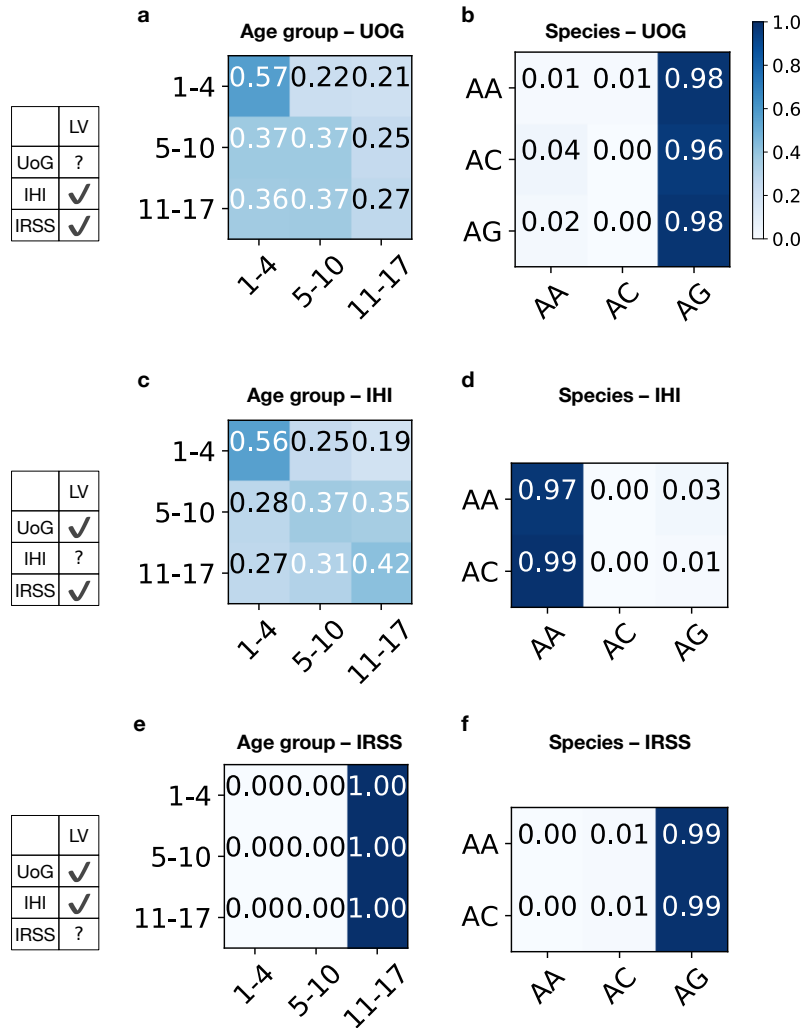 a
Age group – UOG
1-4 0.57 0.22 0.21
5-10 0.37 0.37 0.25
11-17 0.36 0.37 0.27
1-4 5-10 11-17
b
Species – UOG
AA 0.01 0.01 0.98
AC 0.04 0.00 0.96
AG 0.02 0.00 0.98
AA AC AG
1.0
0.8
0.6
0.4
0.2
0.0
LV
UoG ?
IHI ✓
IRSS ✓
c
Age group – IHI
1-4 0.56 0.25 0.19
5-10 0.28 0.37 0.35
11-17 0.27 0.31 0.42
1-4 5-10 11-17
d
Species – IHI
AA 0.97 0.00 0.03
AC 0.99 0.00 0.01
AA AC AG
LV
UoG ✓
IHI ?
IRSS ✓
e
Age group – IRSS
1-4 0.00 0.00 1.00
5-10 0.00 0.00 1.00
11-17 0.00 0.00 1.00
1-4 5-10 11-17
f
Species – IRSS
AA 0.00 0.01 0.99
AC 0.00 0.01 0.99
AA AC AG
LV
UoG ✓
IHI ✓
IRSS ?